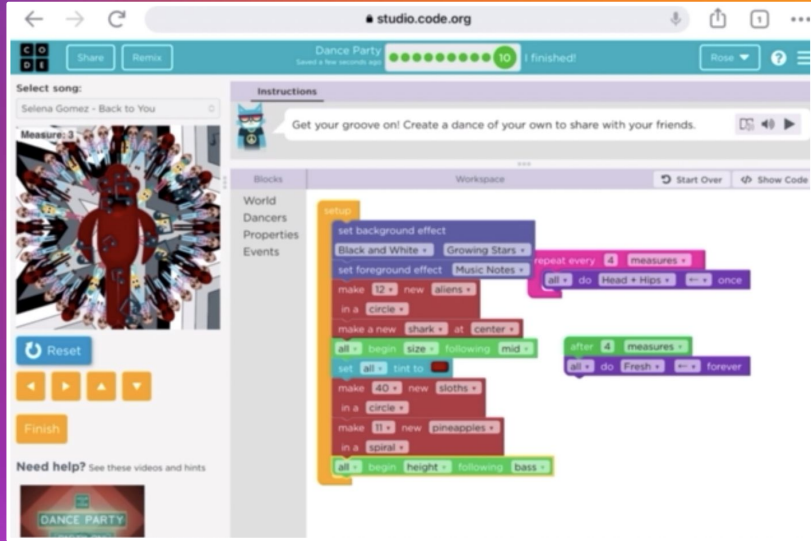 studio.code.org
1
C O
D E
Share
Remix
Dance Party
Saved a few seconds ago
10
I finished!
Rose
?
Select song:
Selena Gomez - Back to You
Measure: 3
Reset
Finish
Need help? See these videos and hints
DANCE PARTY
Instructions
Get your groove on! Create a dance of your own to share with your friends.
Blocks
Workspace
Start Over
</> Show Code
World
Dancers
Properties
Events
setup
set background effect
Black and White Growing Stars
set foreground effect Music Notes
make 12 new aliens
in a circle
make a new shark at center
all begin size following mid
set all tint to
make 40 new sloths
in a circle
make 11 new pineapples
in a spiral
all begin height following bass
repeat every 4 measures
all do Head + Hips once
after 4 measures
all do Fresh forever